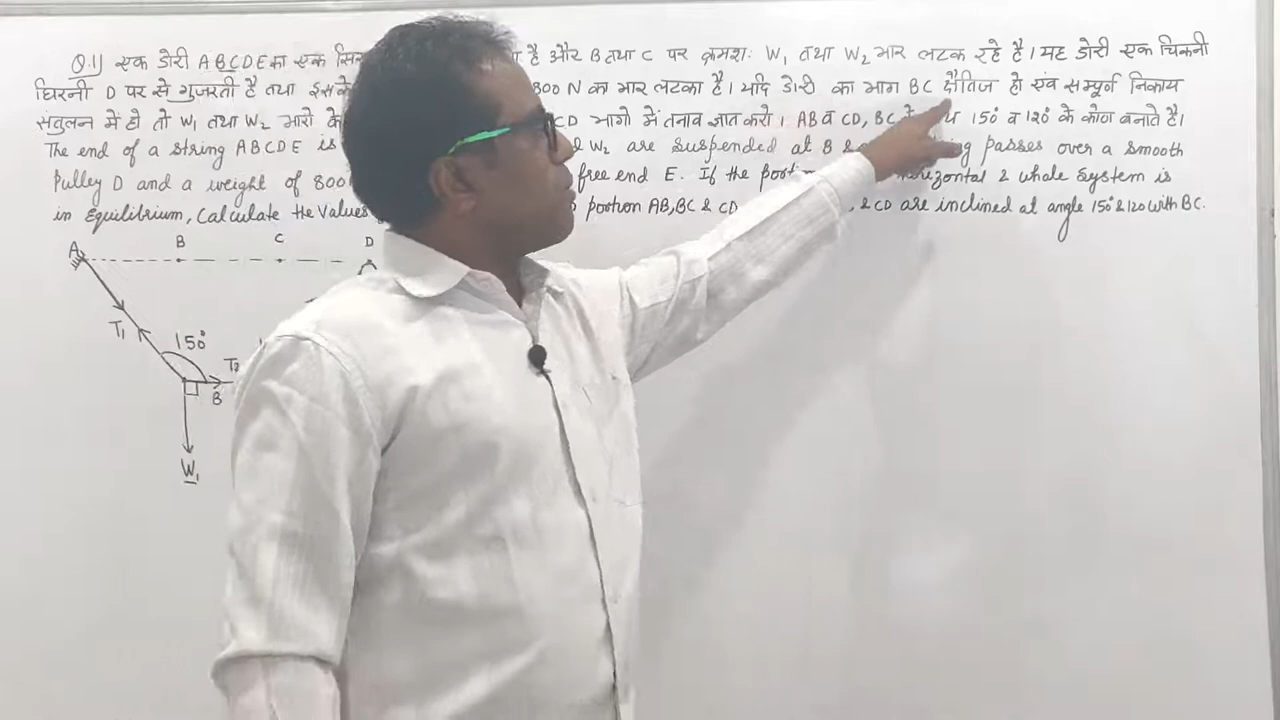 Q.1) एक डोरी ABCDE का एक सिर है और B तथा C पर क्रमशः W₁ तथा W₂ भार लटक रहे है। यह डोरी एक चिकनी
घिरनी D पर से गुजरती है तथा इसके 800 N का भार लटका है। यदि डोरी का भाग BC क्षैतिज हो एंव सम्पूर्ण निकाय
संतुलन में हो तो W₁ तथा W₂ भारो के CD भागो में तनाव ज्ञात करो। AB व CD, BC 150° व 120° के कोण बनाते है।
The end of a string ABCDE is W₂ are suspended at B & passes over a smooth
Pulley D and a weight of 800 free end E. If the horizontal & whole system is
in Equilibrium, Calculate the Values portion AB, BC & CD & CD are inclined at angle 150° & 120 with BC.
A B C D
T₁ 150° T₂
B
W₁